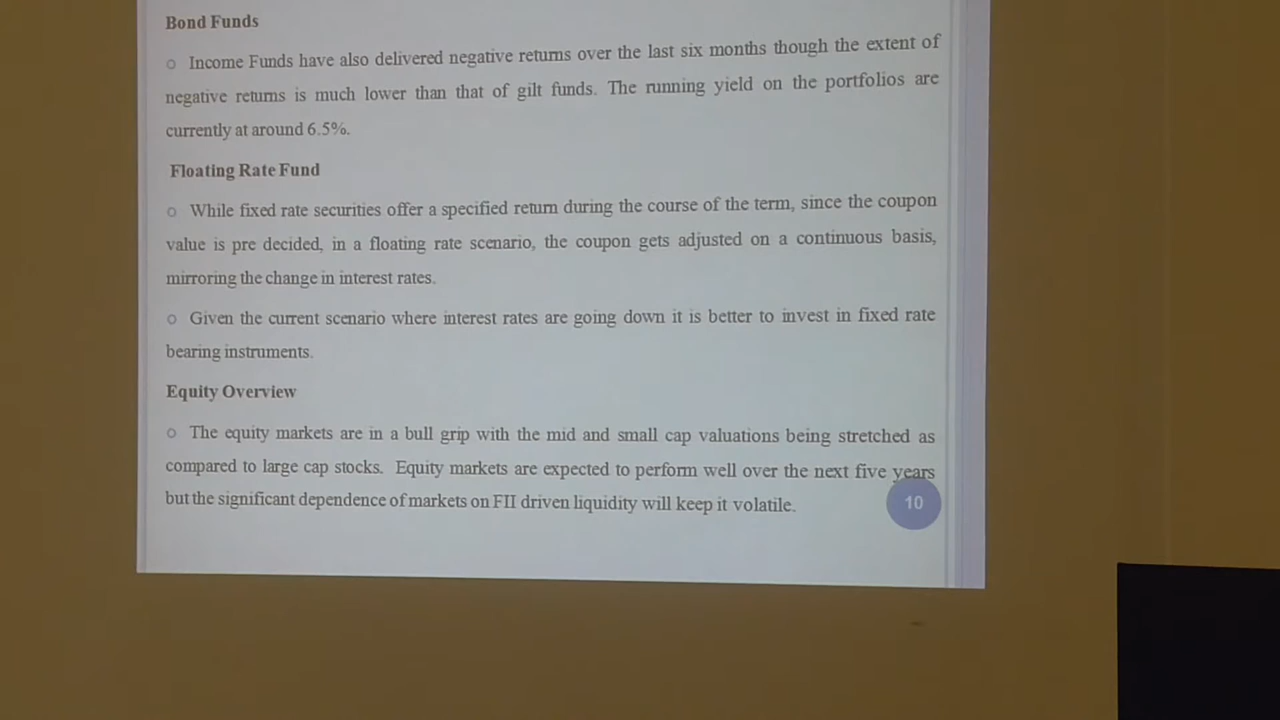 Bond Funds
o Income Funds have also delivered negative returns over the last six months though the extent of
negative returns is much lower than that of gilt funds. The running yield on the portfolios are
currently at around 6.5%.
Floating Rate Fund
o While fixed rate securities offer a specified return during the course of the term, since the coupon
value is pre decided, in a floating rate scenario, the coupon gets adjusted on a continuous basis,
mirroring the change in interest rates.
o Given the current scenario where interest rates are going down it is better to invest in fixed rate
bearing instruments.
Equity Overview
o The equity markets are in a bull grip with the mid and small cap valuations being stretched as
compared to large cap stocks. Equity markets are expected to perform well over the next five years
but the significant dependence of markets on FII driven liquidity will keep it volatile.
10